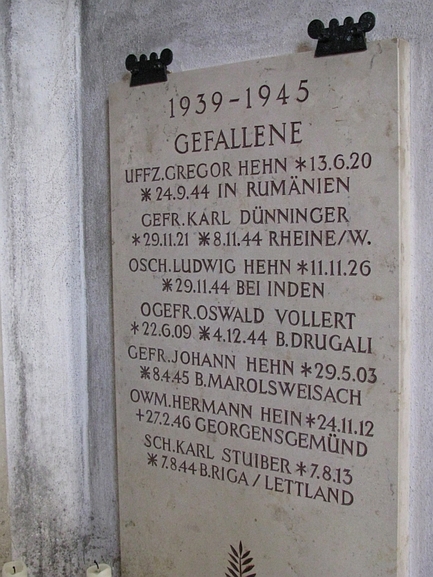 1939-1945
GEFALLENE
UFFZ.GREGOR HEHN *13.6.20
*24.9.44 IN RUMÄNIEN
GEFR.KARL DÜNNINGER
*29.11.21 *8.11.44 RHEINE/W.
OSCH.LUDWIG HEHN *11.11.26
*29.11.44 BEI INDEN
OGEFR.OSWALD VOLLERT
*22.6.09 *4.12.44 B.DRUGALI
GEFR.JOHANN HEHN *29.5.03
*8.4.45 B.MAROLSWEISACH
OWM.HERMANN HEIN *24.11.12
+27.2.46 GEORGENSGEMÜND
SCH.KARL STUIBER *7.8.13
*7.8.44 B.RIGA / LETTLAND